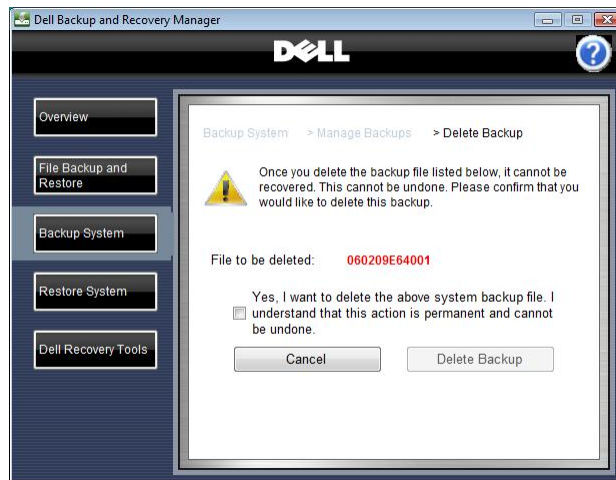 Dell Backup and Recovery Manager
DELL
?
Overview
File Backup and
Restore
Backup System
Restore System
Dell Recovery Tools
Backup System > Manage Backups > Delete Backup
Once you delete the backup file listed below, it cannot be
recovered. This cannot be undone. Please confirm that you
would like to delete this backup.
File to be deleted: 060209E64001
Yes, I want to delete the above system backup file. I
understand that this action is permanent and cannot
be undone.
Cancel
Delete Backup